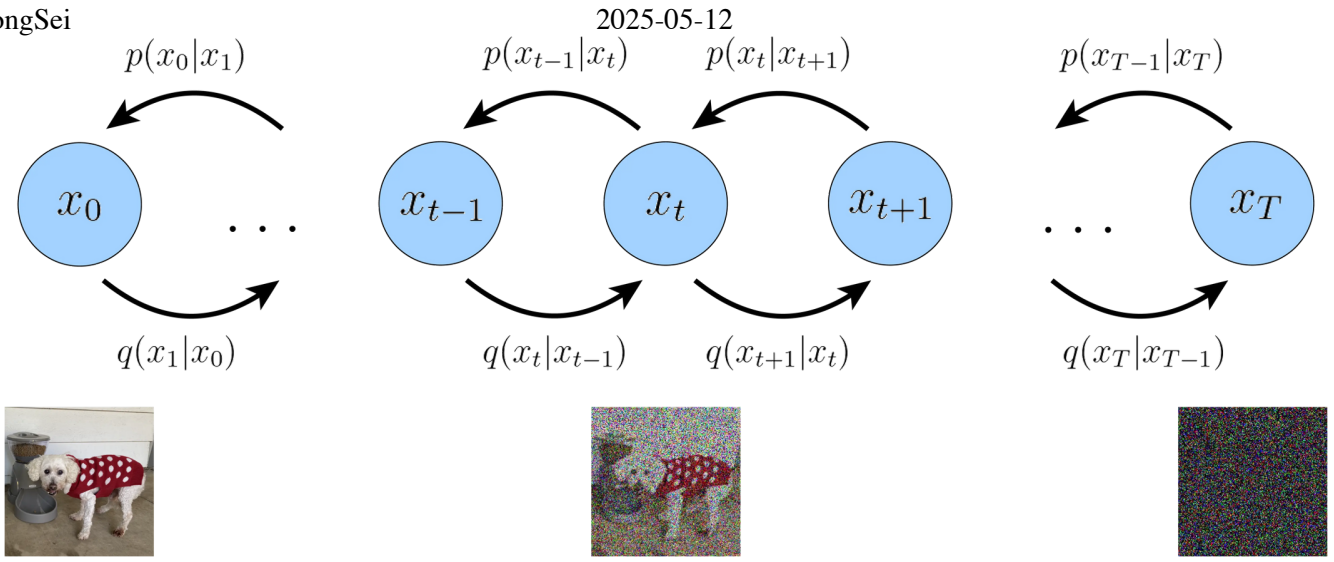 ongSei 2025-05-12
p(x_0|x_1) p(x_{t-1}|x_t) p(x_t|x_{t+1}) p(x_{T-1}|x_T)
x_0 . . . x_{t-1} x_t x_{t+1} . . . x_T
q(x_1|x_0) q(x_t|x_{t-1}) q(x_{t+1}|x_t) q(x_T|x_{T-1})